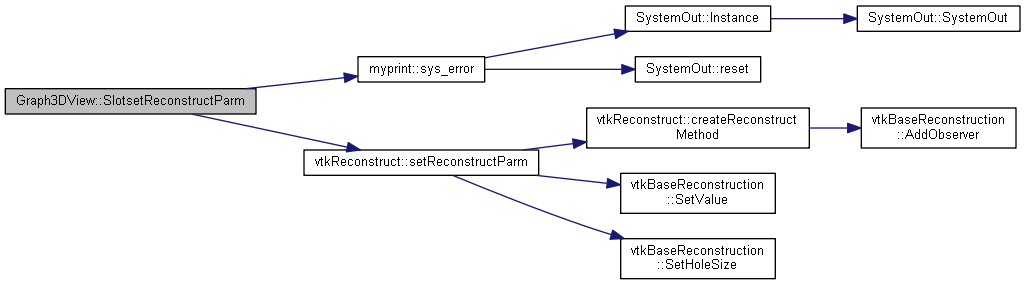 Graph3DView::SlotsetReconstructParm
myprint::sys_error
SystemOut::Instance
SystemOut::SystemOut
SystemOut::reset
vtkReconstruct::setReconstructParm
vtkReconstruct::createReconstruct
Method
vtkBaseReconstruction
::AddObserver
vtkBaseReconstruction
::SetValue
vtkBaseReconstruction
::SetHoleSize